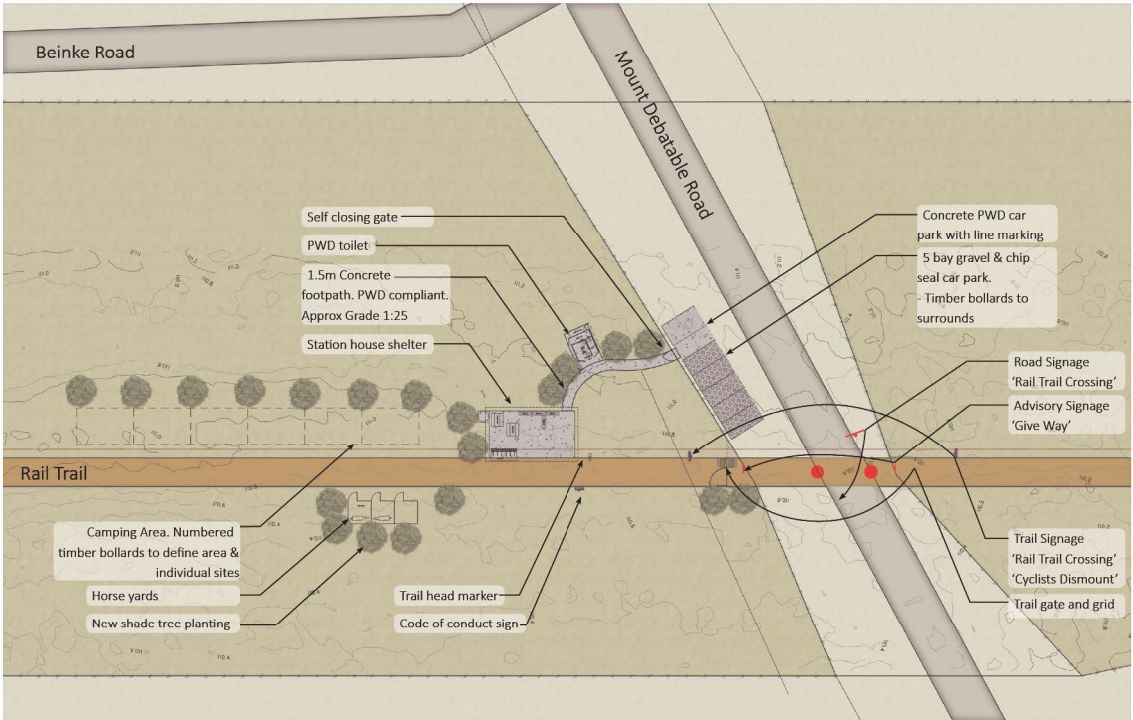 Beinke Road
Mount Debatable Road
Self closing gate
PWD toilet
1.5m Concrete
footpath. PWD compliant.
Approx Grade 1:25
Station house shelter
Concrete PWD car
park with line marking
5 bay gravel & chip
seal car park.
- Timber bollards to
surrounds
Road Signage
'Rail Trail Crossing'
Advisory Signage
'Give Way'
Rail Trail
Camping Area. Numbered
timber bollards to define area &
individual sites
Horse yards
New shade tree planting
Trail head marker
Code of conduct sign
Trail Signage
'Rail Trail Crossing'
'Cyclists Dismount'
Trail gate and grid